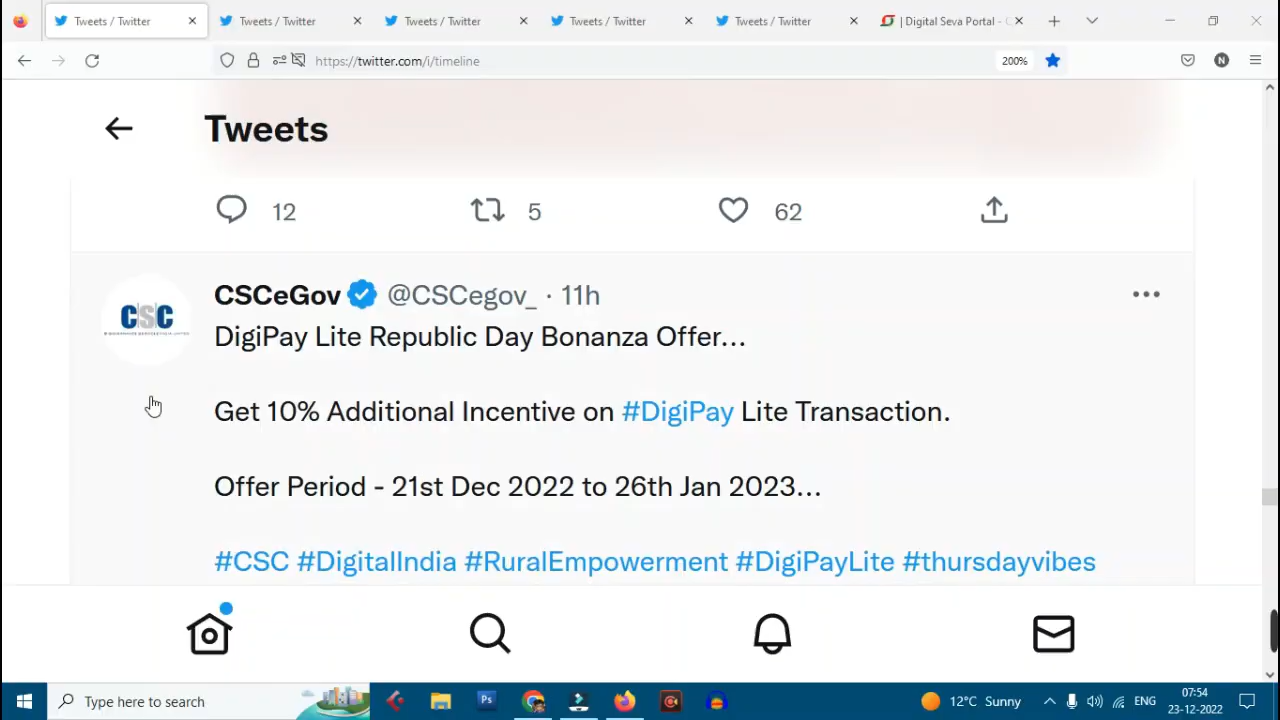 Tweets / Twitter
Tweets / Twitter
Tweets / Twitter
Tweets / Twitter
Tweets / Twitter
| Digital Seva Portal -
https://twitter.com/i/timeline
200%
N
Tweets
12 5 62
CSC
CSCeGov @CSCegov_ · 11h
DigiPay Lite Republic Day Bonanza Offer...
Get 10% Additional Incentive on #DigiPay Lite Transaction.
Offer Period - 21st Dec 2022 to 26th Jan 2023...
#CSC #DigitalIndia #RuralEmpowerment #DigiPayLite #thursdayvibes
Type here to search
Ps
12°C Sunny
ENG
07:54
23-12-2022